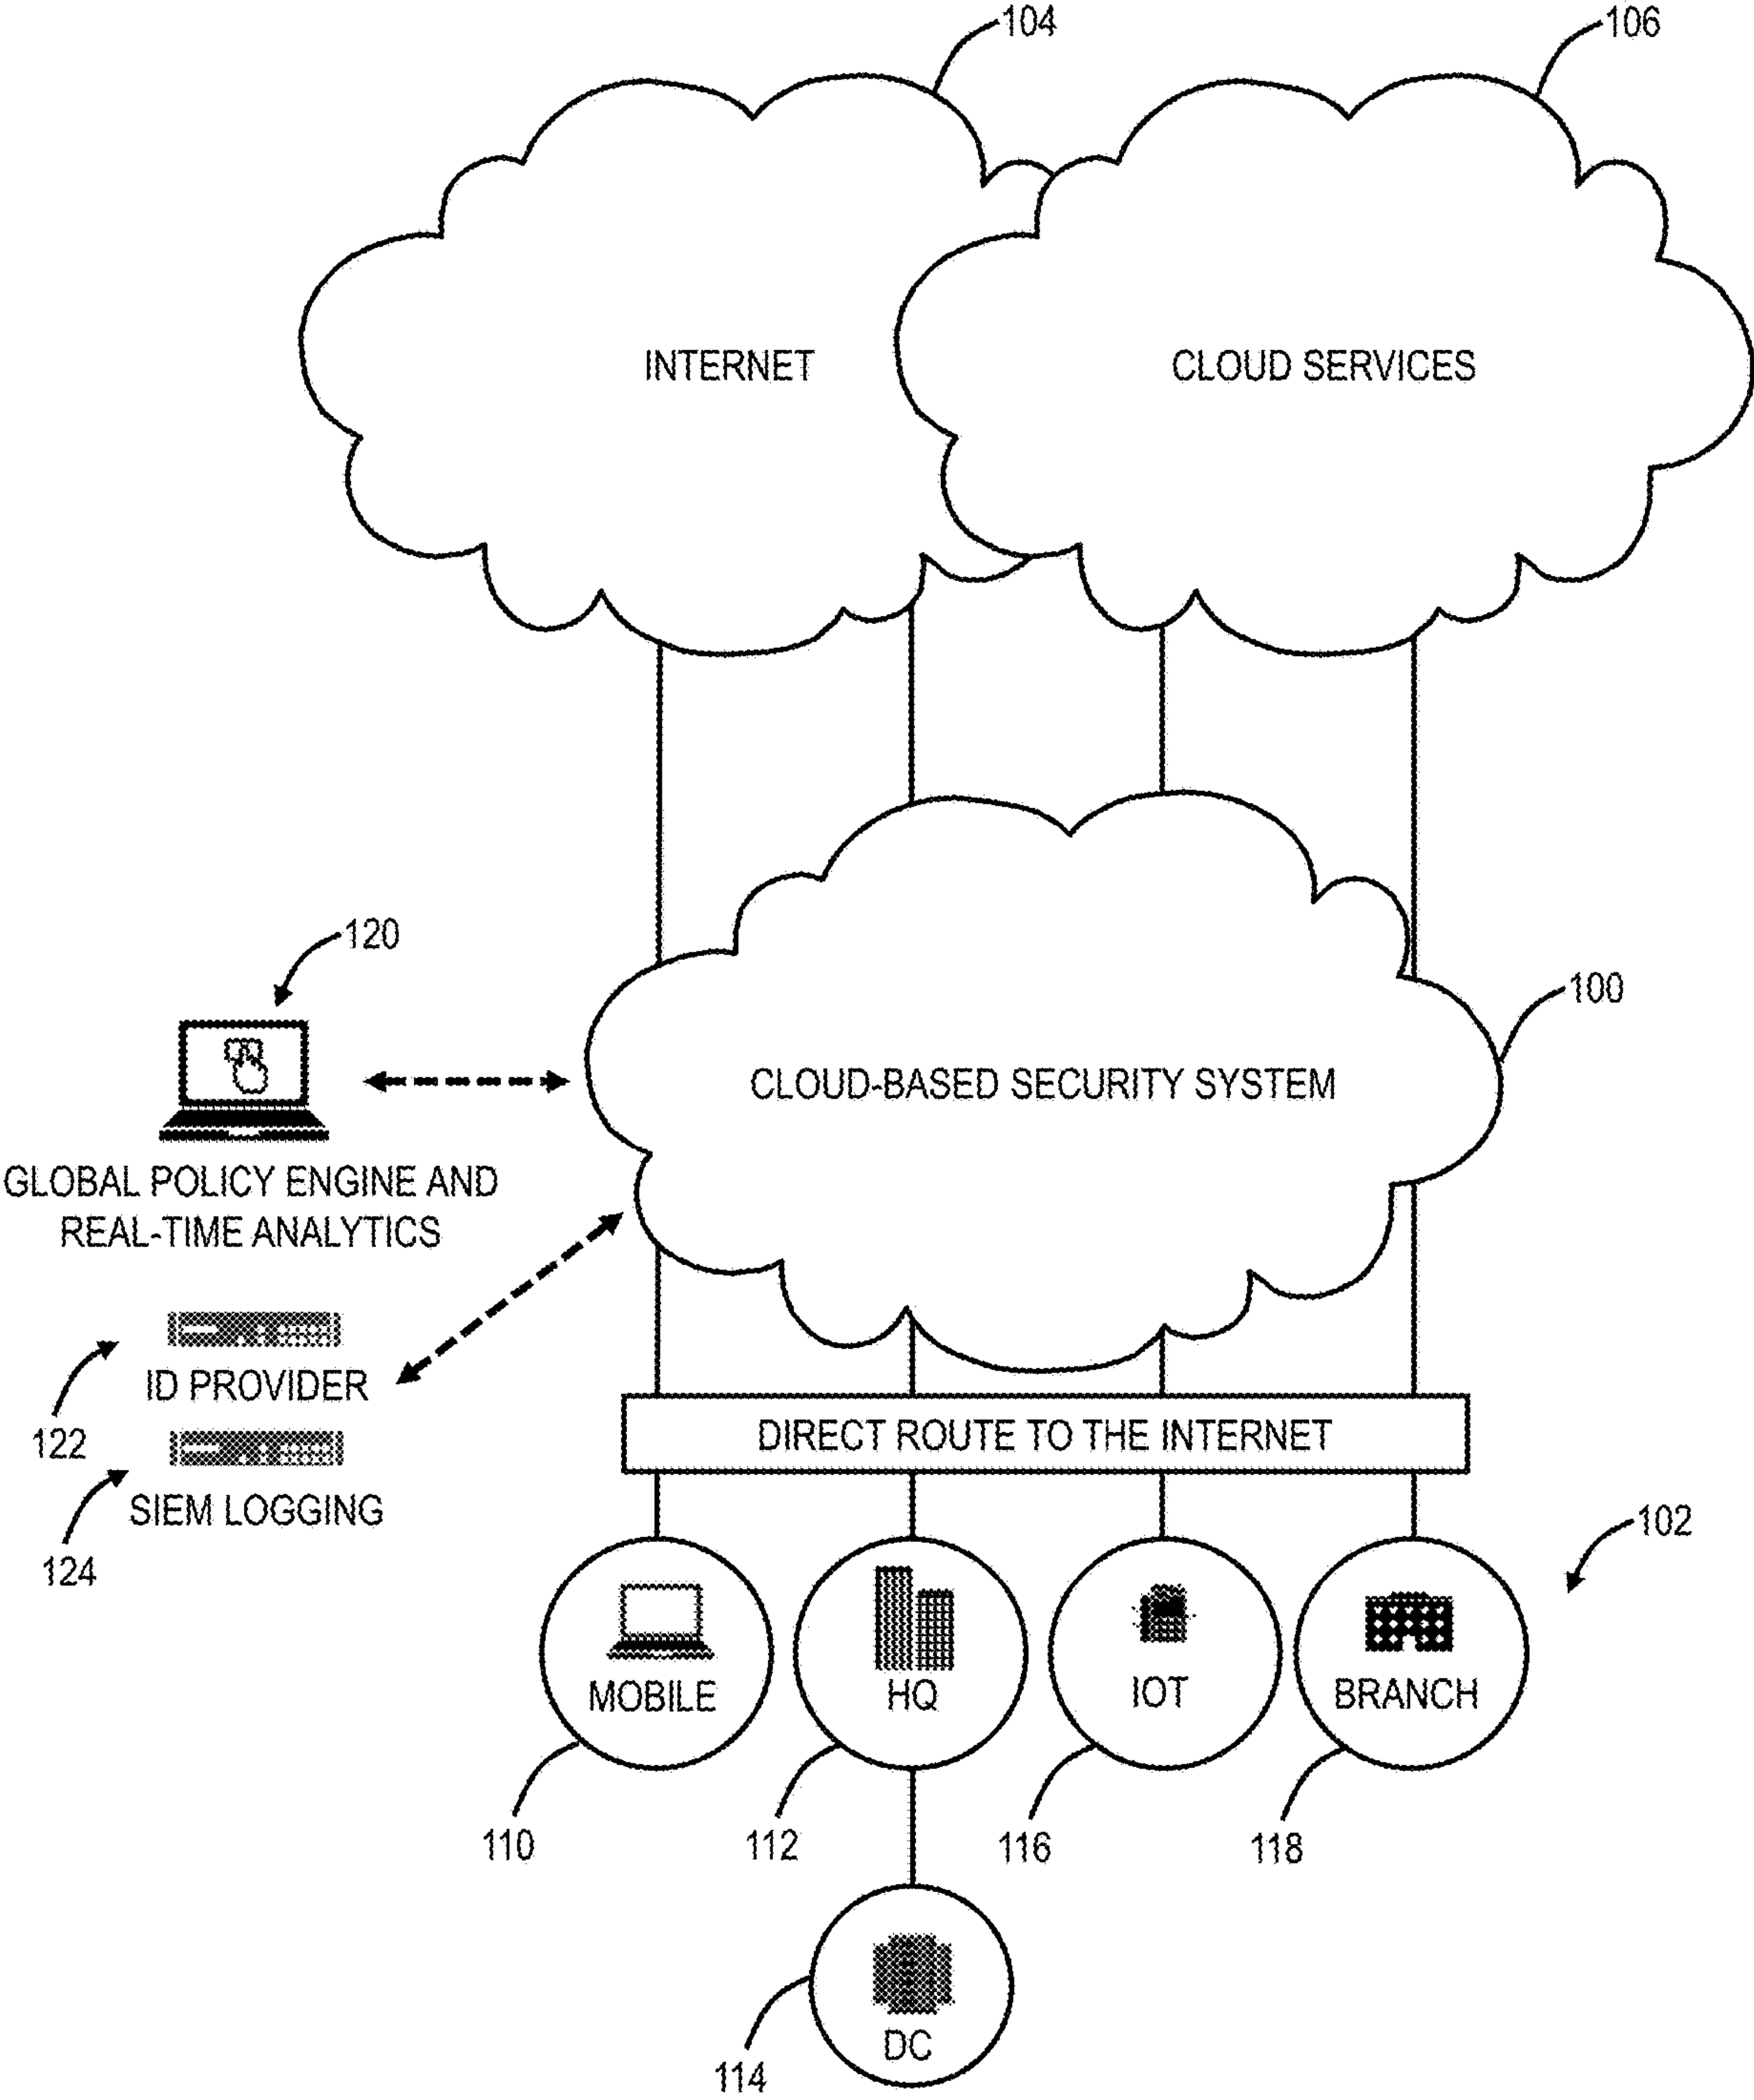 104
106
INTERNET
CLOUD SERVICES
120
100
CLOUD-BASED SECURITY SYSTEM
GLOBAL POLICY ENGINE AND
REAL-TIME ANALYTICS
ID PROVIDER
122
DIRECT ROUTE TO THE INTERNET
SIEM LOGGING
124
102
MOBILE
HQ
IOT
BRANCH
110
112
116
118
DC
114